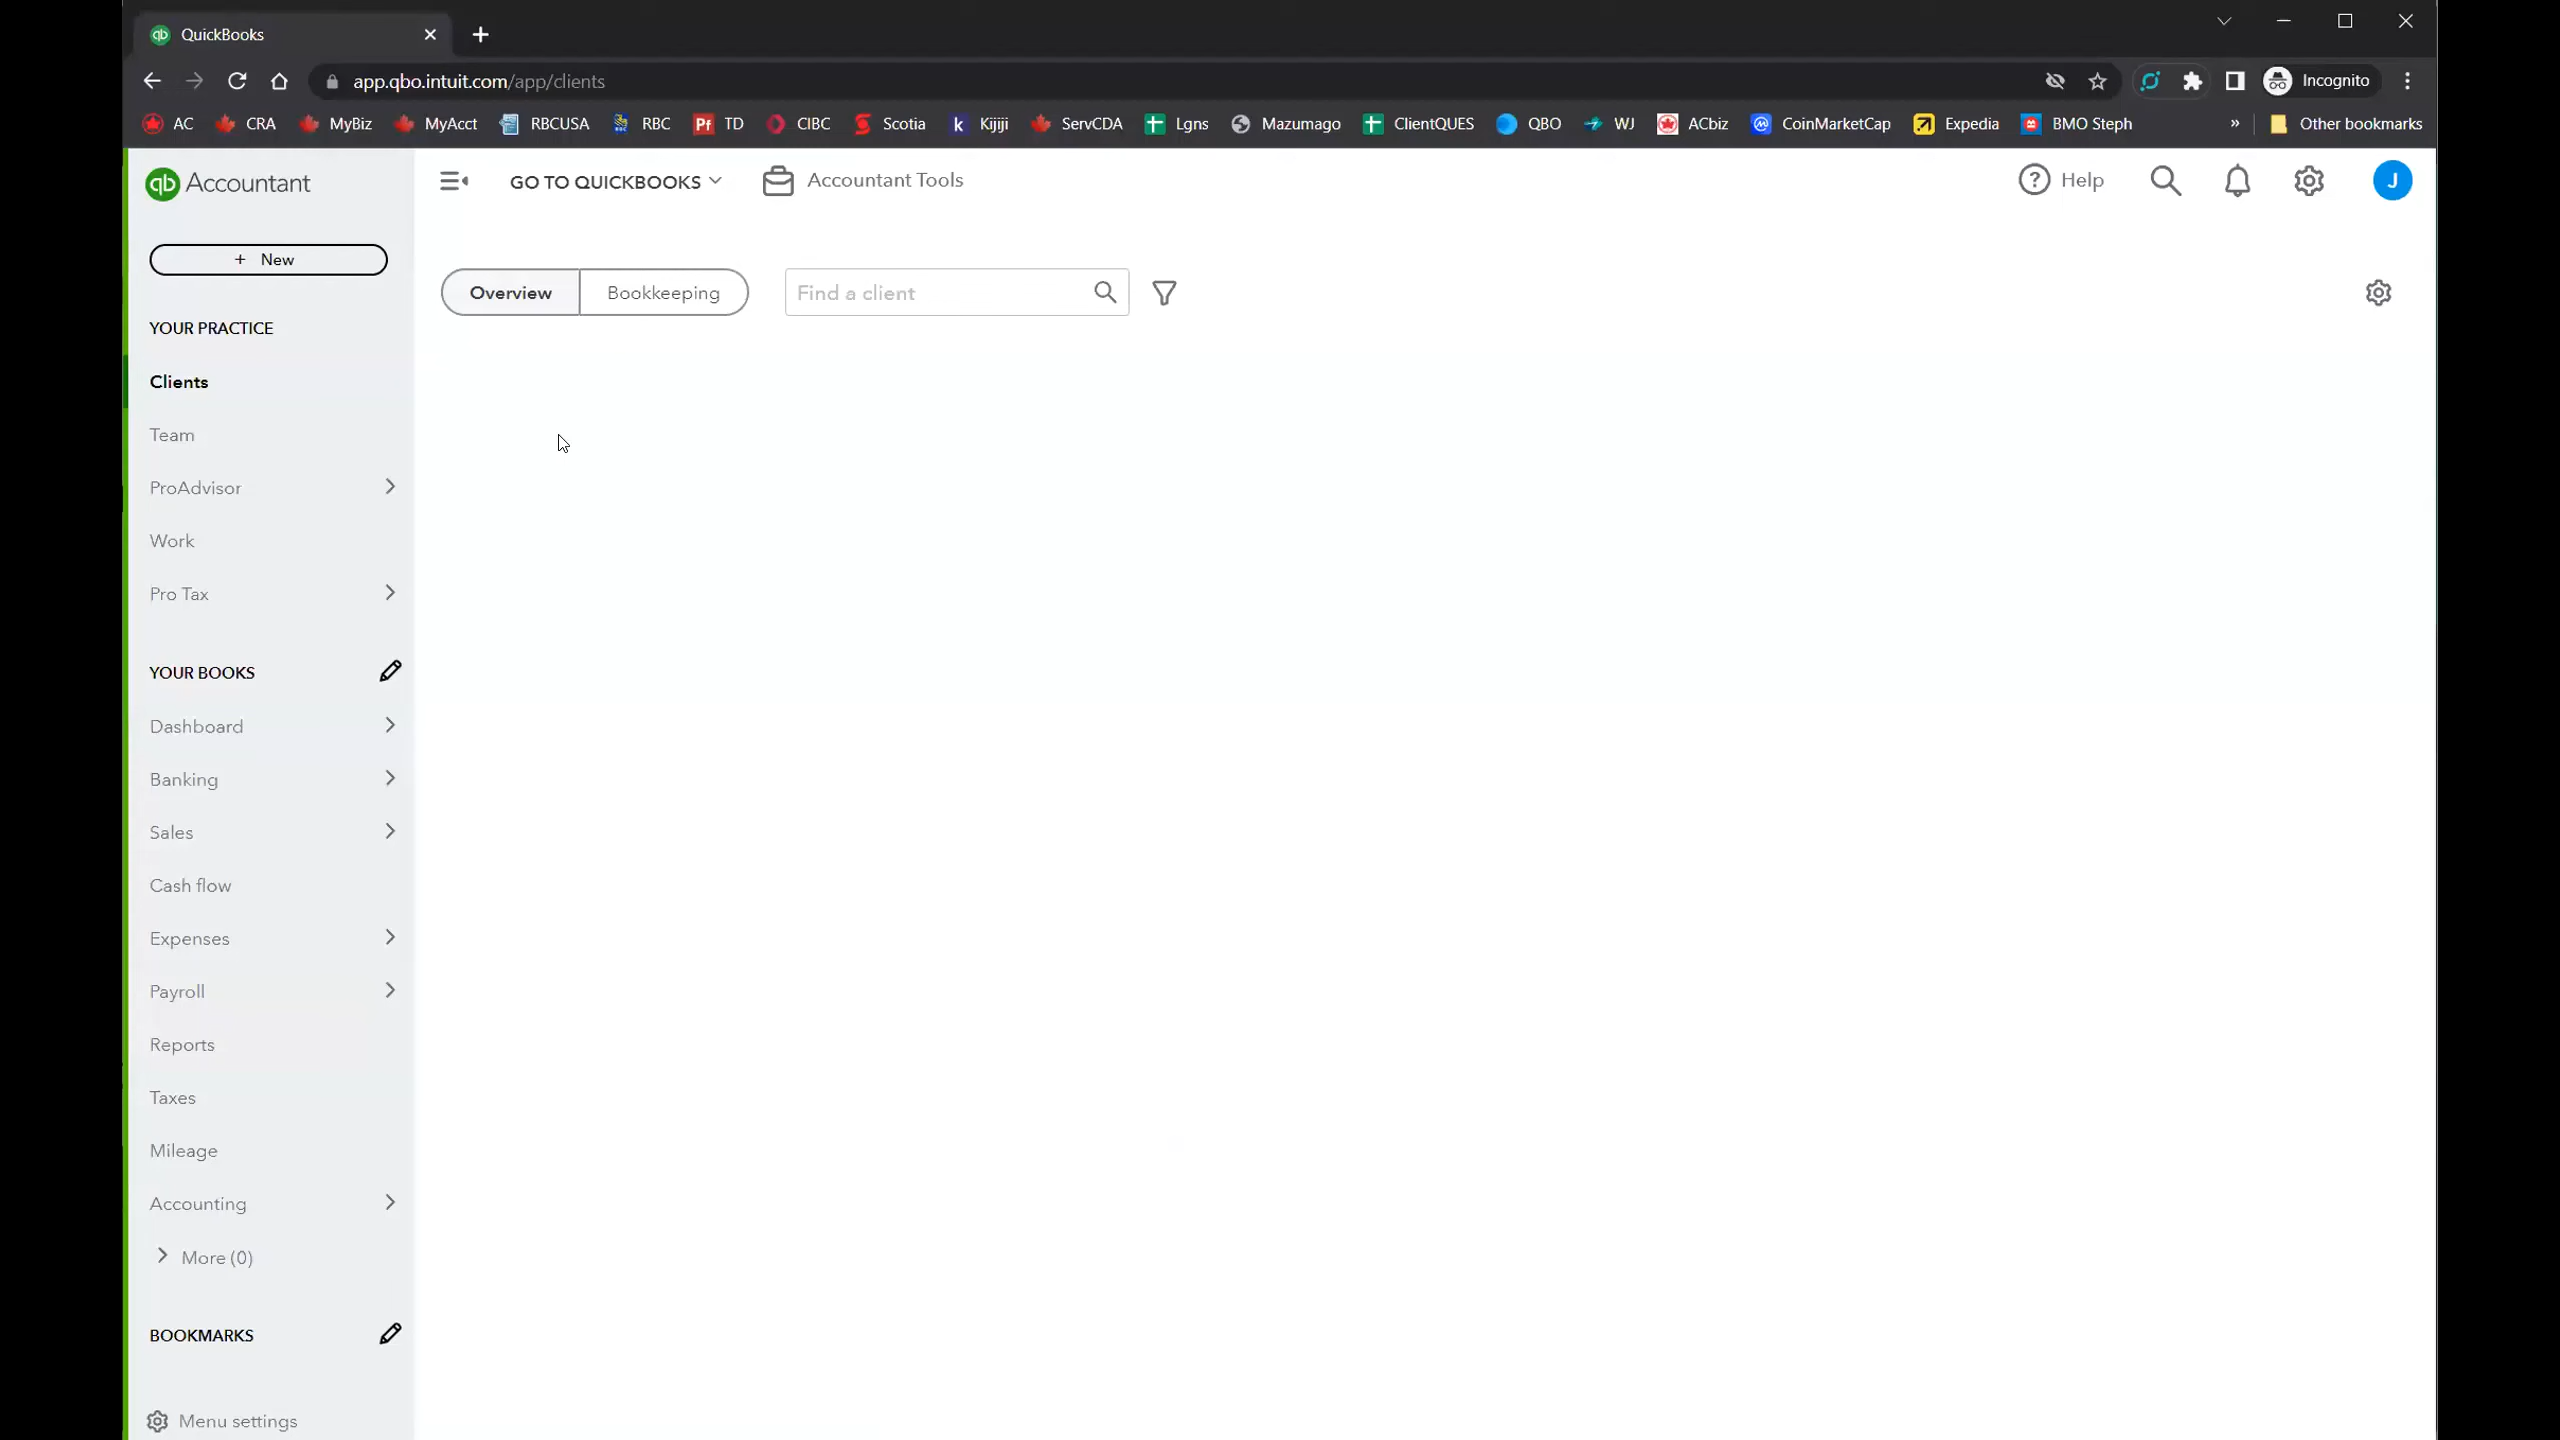 QuickBooks
app.qbo.intuit.com/app/clients
Incognito
AC CRA MyBiz MyAcct RBCUSA RBC TD CIBC Scotia Kijiji ServCDA Lgns Mazumago ClientQUES QBO WJ ACbiz CoinMarketCap Expedia BMO Steph » Other bookmarks
qb Accountant
GO TO QUICKBOOKS
Accountant Tools
Help
J
+ New
Overview
Bookkeeping
Find a client
YOUR PRACTICE
Clients
Team
ProAdvisor
Work
Pro Tax
YOUR BOOKS
Dashboard
Banking
Sales
Cash flow
Expenses
Payroll
Reports
Taxes
Mileage
Accounting
More (0)
BOOKMARKS
Menu settings